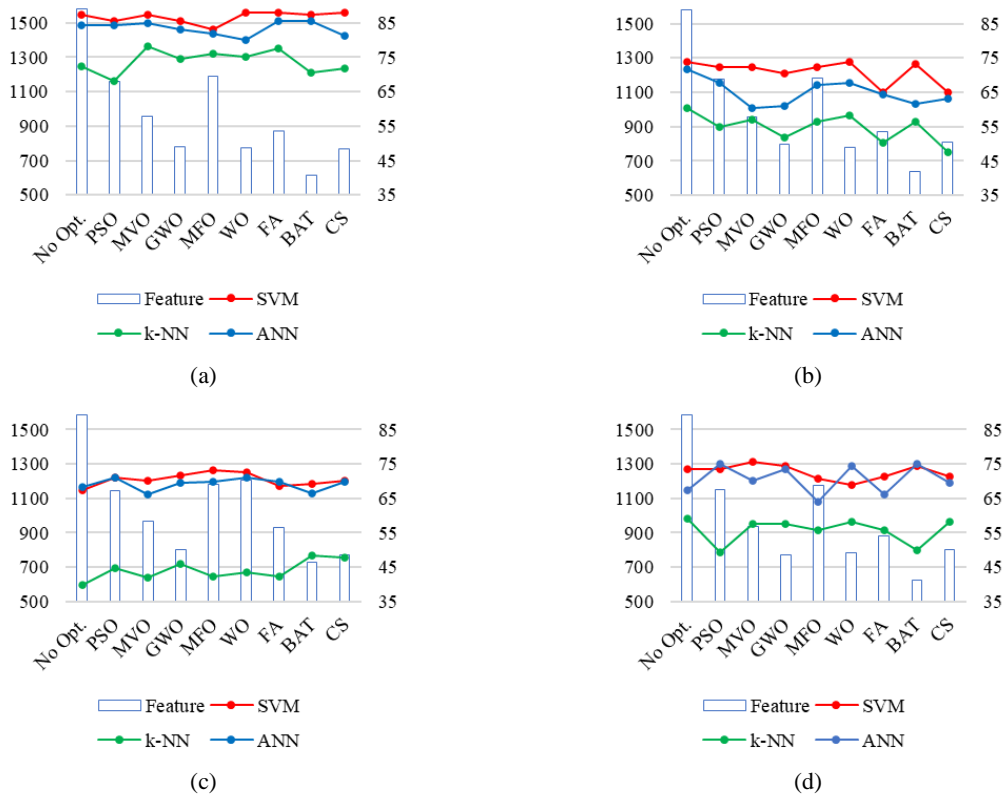 1500 85
1300 75
1100 65
900 55
700 45
500 35
No Opt. PSO MVO GWO MFO WO FA BAT CS
Feature SVM
k-NN ANN
(a)
1500 85
1300 75
1100 65
900 55
700 45
500 35
No Opt. PSO MVO GWO MFO WO FA BAT CS
Feature SVM
k-NN ANN
(b)
1500 85
1300 75
1100 65
900 55
700 45
500 35
No Opt. PSO MVO GWO MFO WO FA BAT CS
Feature SVM
k-NN ANN
(c)
1500 85
1300 75
1100 65
900 55
700 45
500 35
No Opt. PSO MVO GWO MFO WO FA BAT CS
Feature SVM
k-NN ANN
(d)